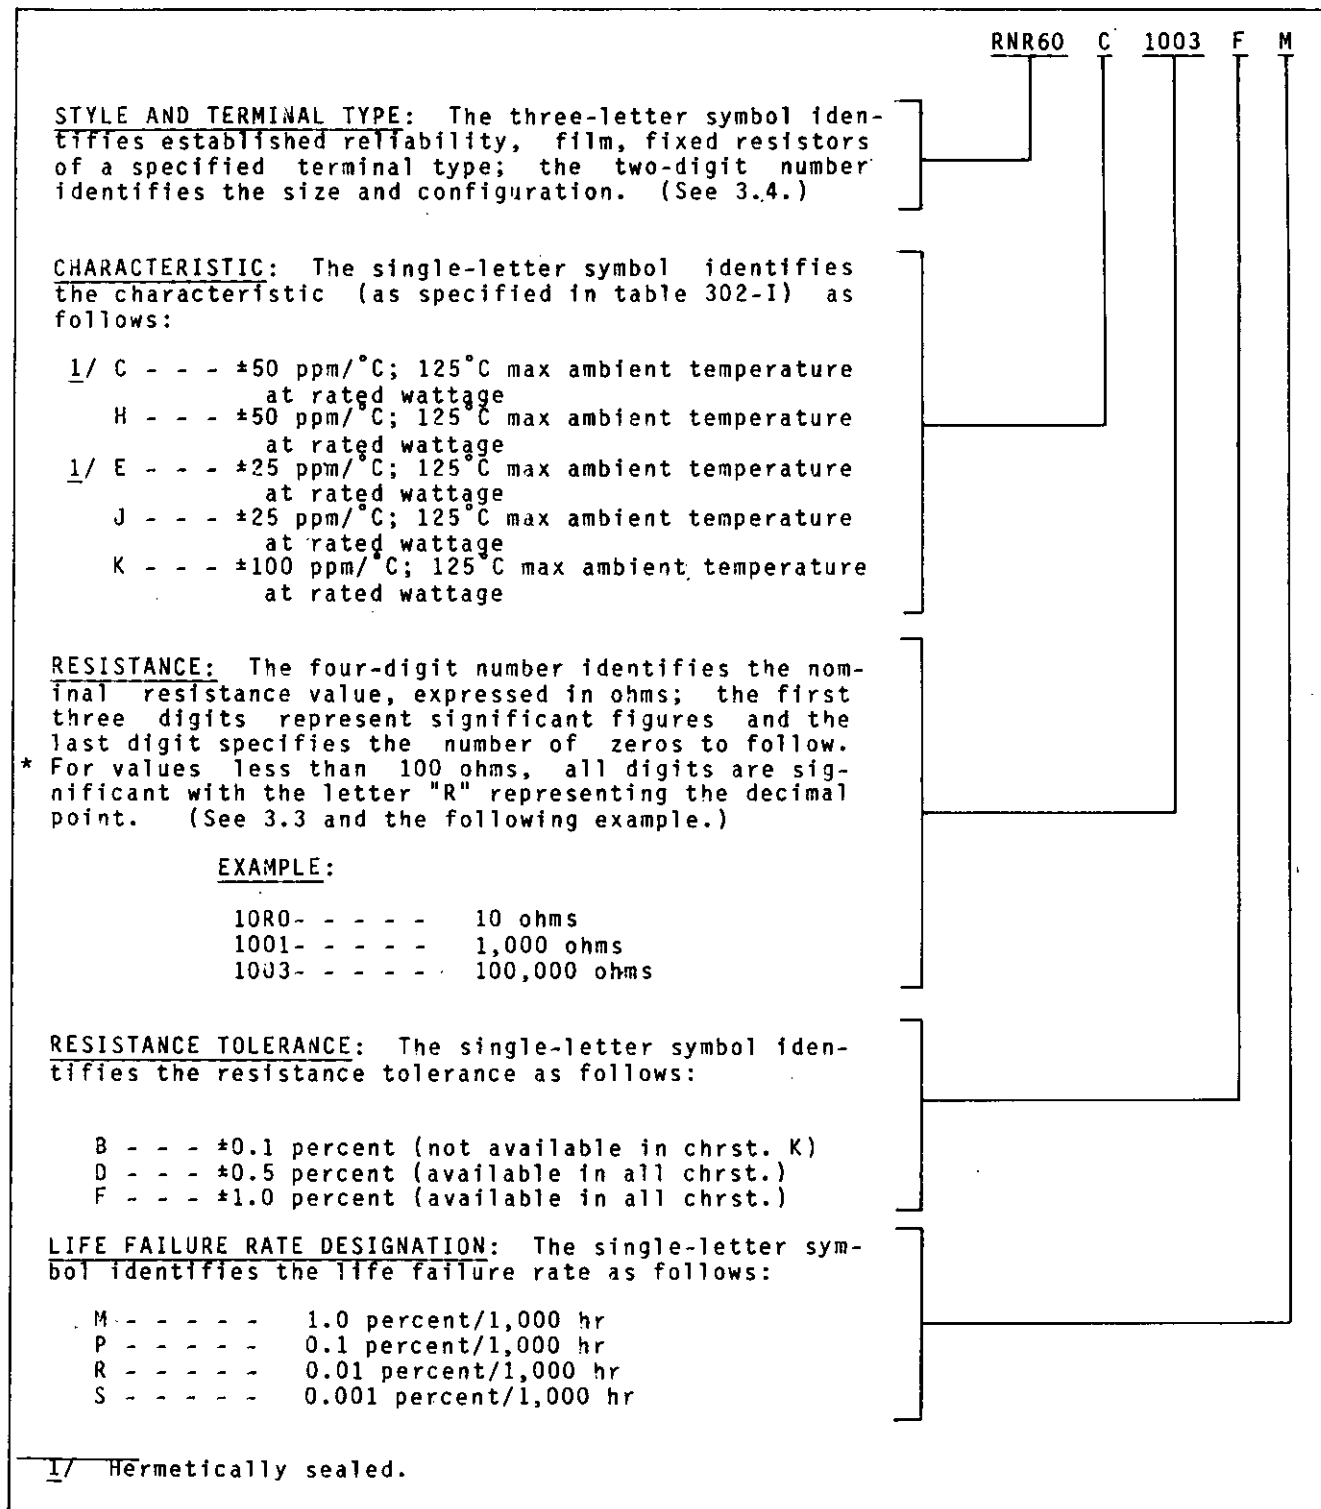 RNR60 C 1003 F M
STYLE AND TERMINAL TYPE: The three-letter symbol iden-
tifies established reliability, film, fixed resistors
of a specified terminal type; the two-digit number
identifies the size and configuration. (See 3.4.)
CHARACTERISTIC: The single-letter symbol identifies
the characteristic (as specified in table 302-I) as
follows:
1/ C - - - ±50 ppm/°C; 125°C max ambient temperature
at rated wattage
H - - - ±50 ppm/°C; 125°C max ambient temperature
at rated wattage
1/ E - - - ±25 ppm/°C; 125°C max ambient temperature
at rated wattage
J - - - ±25 ppm/°C; 125°C max ambient temperature
at rated wattage
K - - - ±100 ppm/°C; 125°C max ambient temperature
at rated wattage
RESISTANCE: The four-digit number identifies the nom-
inal resistance value, expressed in ohms; the first
three digits represent significant figures and the
last digit specifies the number of zeros to follow.
* For values less than 100 ohms, all digits are sig-
nificant with the letter "R" representing the decimal
point. (See 3.3 and the following example.)
EXAMPLE:
10R0- - - - - 10 ohms
1001- - - - - 1,000 ohms
1003- - - - - 100,000 ohms
RESISTANCE TOLERANCE: The single-letter symbol iden-
tifies the resistance tolerance as follows:
B - - - ±0.1 percent (not available in chrst. K)
D - - - ±0.5 percent (available in all chrst.)
F - - - ±1.0 percent (available in all chrst.)
LIFE FAILURE RATE DESIGNATION: The single-letter sym-
bol identifies the life failure rate as follows:
M - - - - - 1.0 percent/1,000 hr
P - - - - - 0.1 percent/1,000 hr
R - - - - - 0.01 percent/1,000 hr
S - - - - - 0.001 percent/1,000 hr
1/ Hermetically sealed.